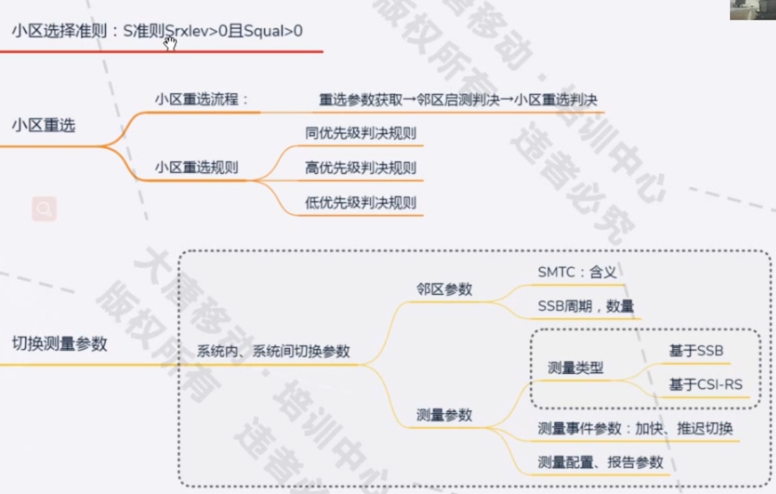 小区选择准则：S准则Srxlev>0且Squal>0
小区重选
小区重选流程：
重选参数获取→邻区启测判决→小区重选判决
小区重选规则
同优先级判决规则
高优先级判决规则
低优先级判决规则
切换测量参数
系统内、系统间切换参数
邻区参数
SMTC：含义
SSB周期，数量
测量参数
测量类型
基于SSB
基于CSI-RS
测量事件参数：加快、推迟切换
测量配置、报告参数
大唐移动·培训中心
版权所有 违者必究
大唐移动·培训中心
版权所有 违者必究